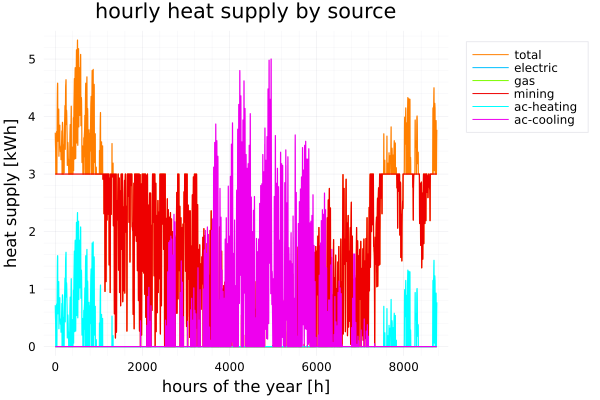 hourly heat supply by source
heat supply [kWh]
5
4
3
2
1
0
0 2000 4000 6000 8000
hours of the year [h]
total
electric
gas
mining
ac-heating
ac-cooling